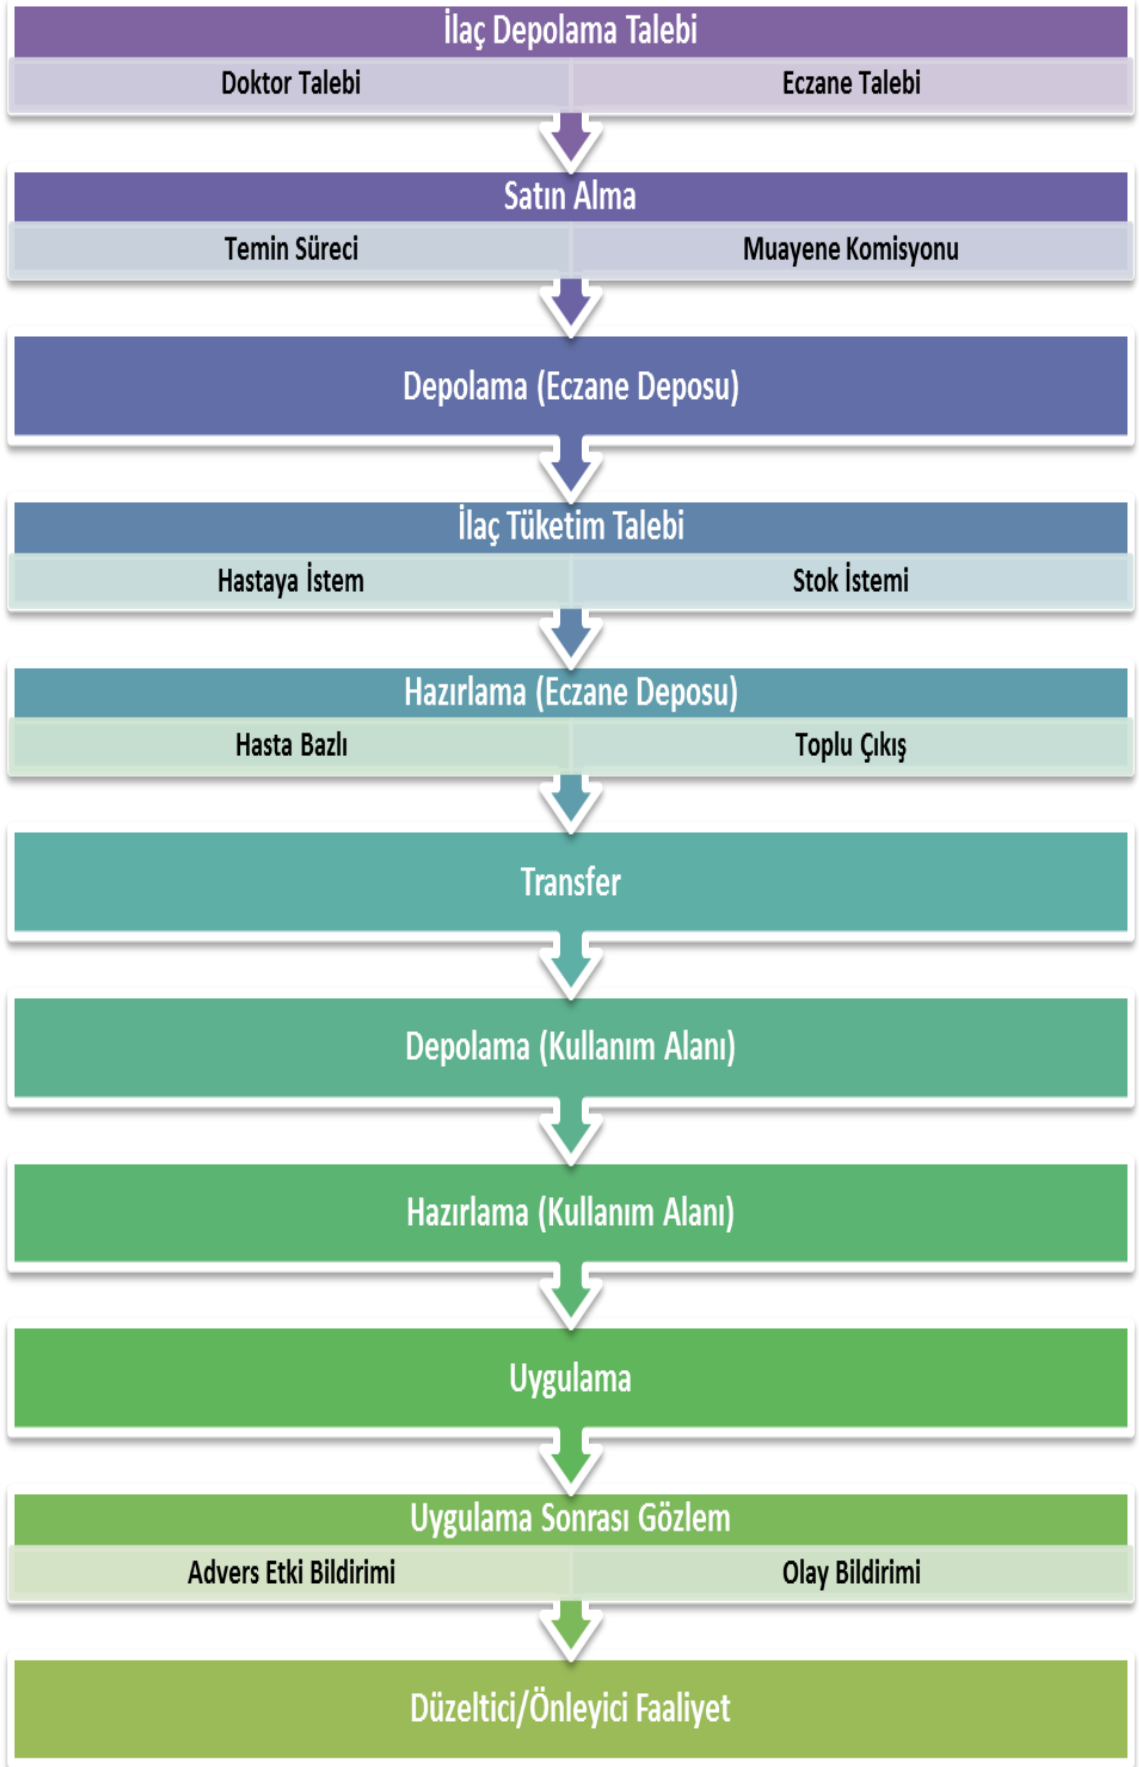 İlaç Depolama Talebi
Doktor Talebi
Eczane Talebi
Satın Alma
Temin Süreci
Muayene Komisyonu
Depolama (Eczane Deposu)
İlaç Tüketim Talebi
Hastaya İstem
Stok İstemi
Hazırlama (Eczane Deposu)
Hasta Bazlı
Toplu Çıkış
Transfer
Depolama (Kullanım Alanı)
Hazırlama (Kullanım Alanı)
Uygulama
Uygulama Sonrası Gözlem
Advers Etki Bildirimi
Olay Bildirimi
Düzeltici/Önleyici Faaliyet